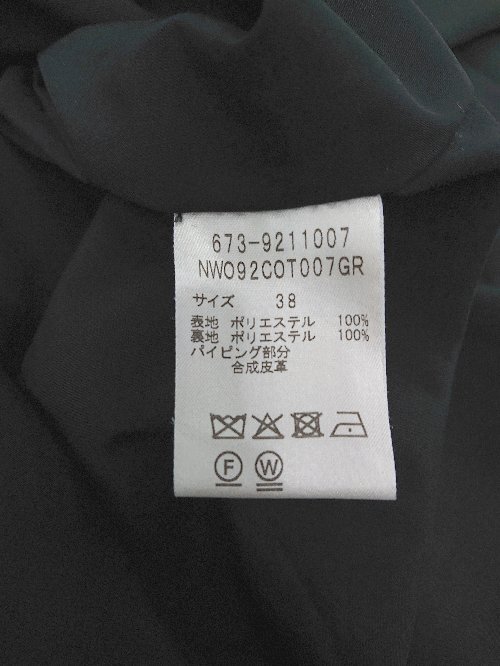 673-9211007
NW092COT007GR
サイズ 38
表地 ポリエステル 100%
裏地 ポリエステル 100%
パイピング部分
合成皮革
F W